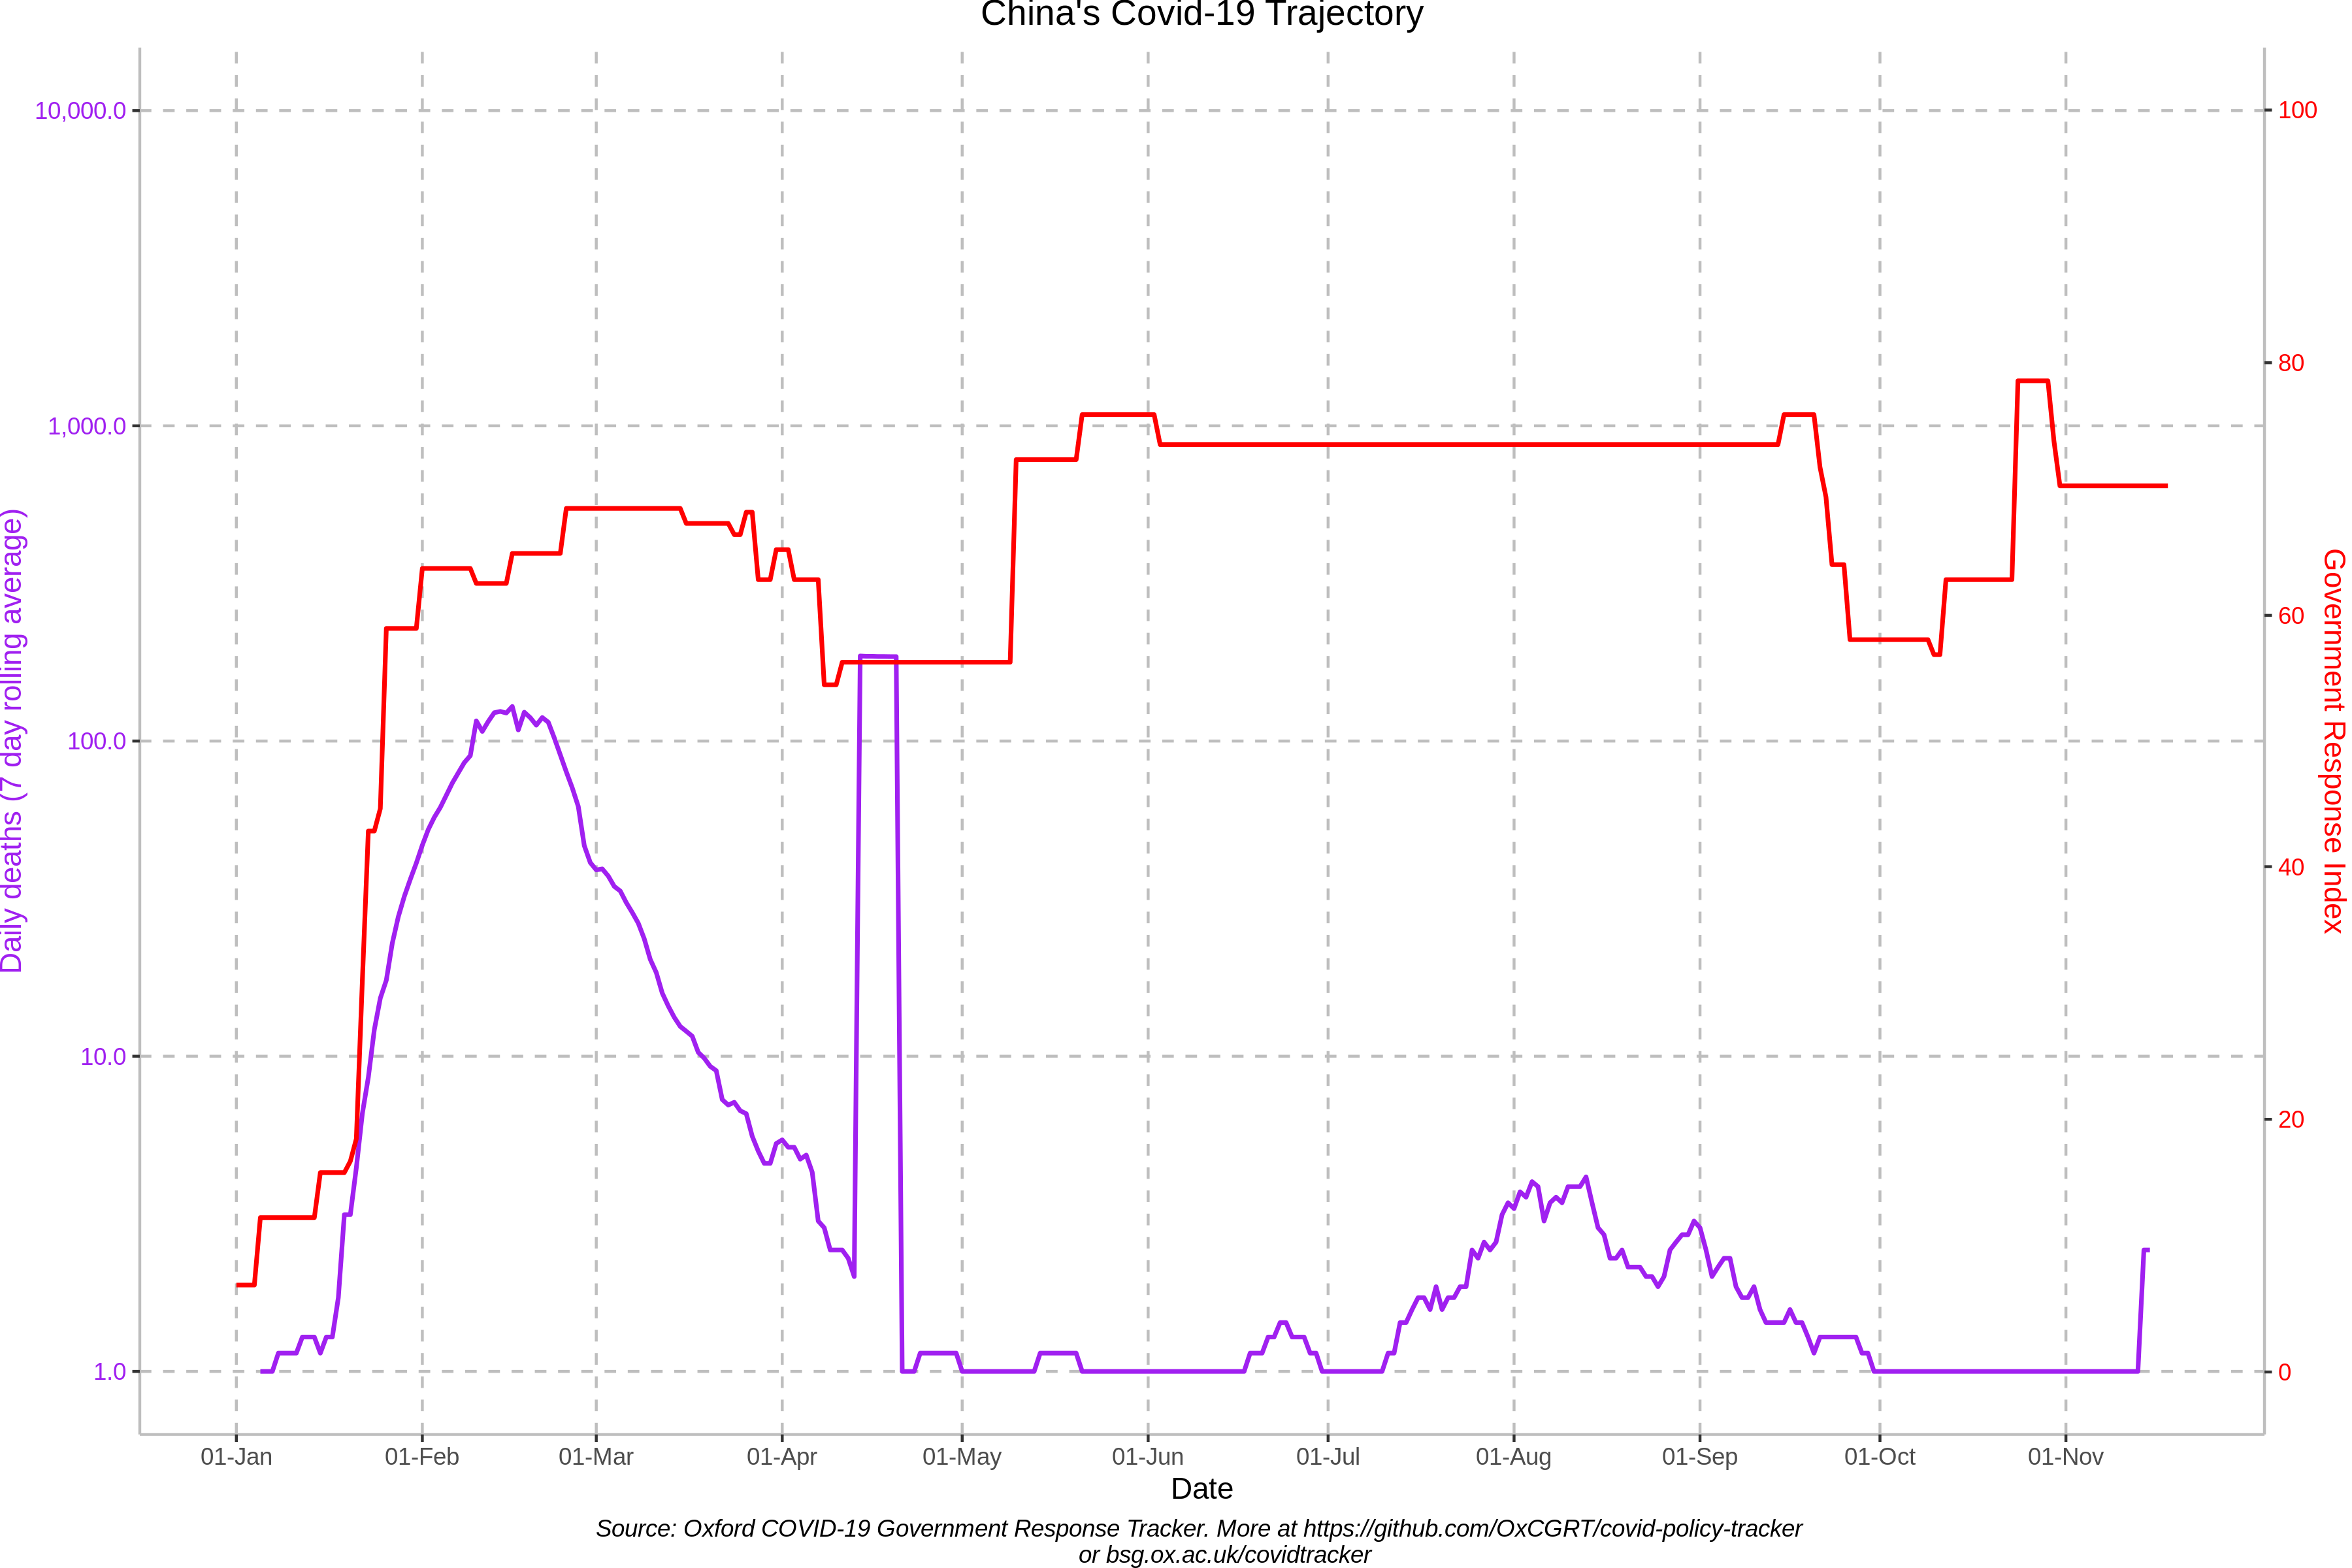 China's Covid-19 Trajectory
10,000.0
1,000.0
100.0
10.0
1.0
Daily deaths (7 day rolling average)
100
80
60
40
20
0
Government Response Index
01-Jan 01-Feb 01-Mar 01-Apr 01-May 01-Jun 01-Jul 01-Aug 01-Sep 01-Oct 01-Nov
Date
Source: Oxford COVID-19 Government Response Tracker. More at https://github.com/OxCGRT/covid-policy-tracker
or bsg.ox.ac.uk/covidtracker